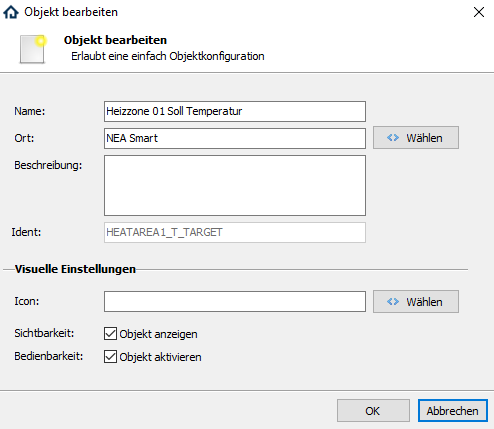 Objekt bearbeiten
Objekt bearbeiten
Erlaubt eine einfach Objektkonfiguration
Name: Heizzone 01 Soll Temperatur
Ort: NEA Smart Wählen
Beschreibung:
Ident: HEATAREA1_T_TARGET
Visuelle Einstellungen
Icon: Wählen
Sichtbarkeit: Objekt anzeigen
Bedienbarkeit: Objekt aktivieren
OK Abbrechen